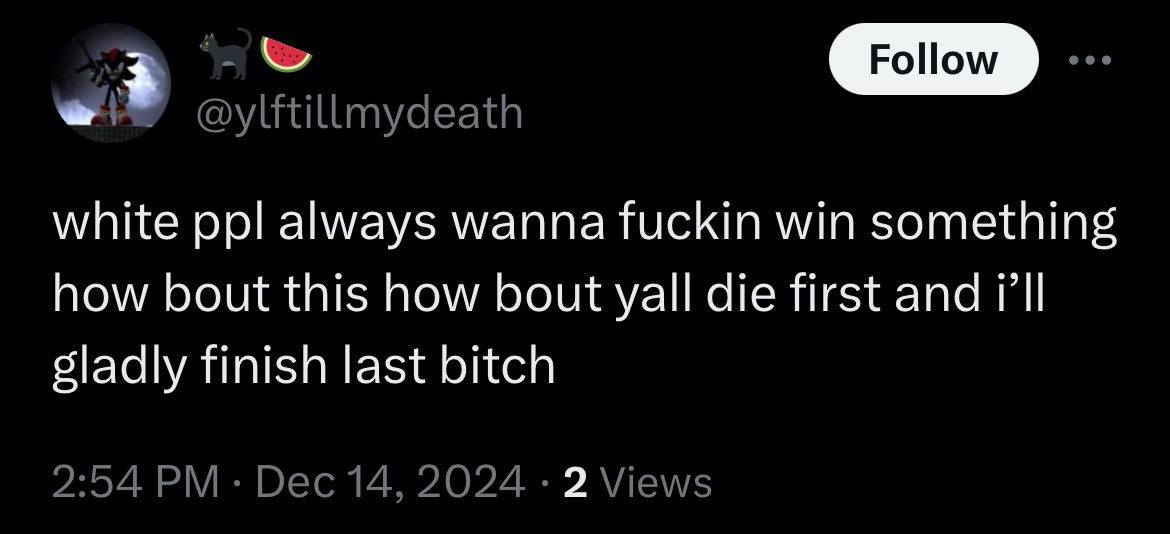 🐈‍⬛🍉
Follow
@ylftillmydeath
white ppl always wanna fuckin win something
how bout this how bout yall die first and i’ll
gladly finish last bitch
2:54 PM · Dec 14, 2024 · 2 Views